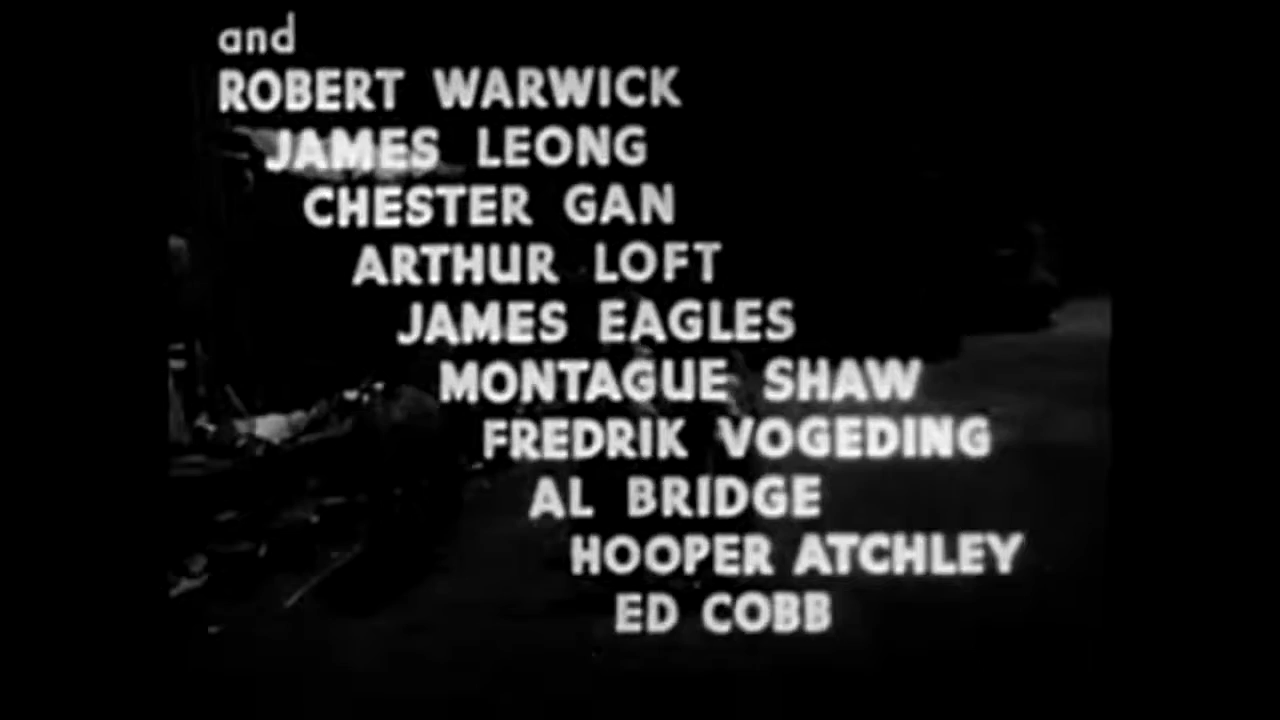 and
ROBERT WARWICK
JAMES LEONG
CHESTER GAN
ARTHUR LOFT
JAMES EAGLES
MONTAGUE SHAW
FREDRIK VOGEDING
AL BRIDGE
HOOPER ATCHLEY
ED COBB